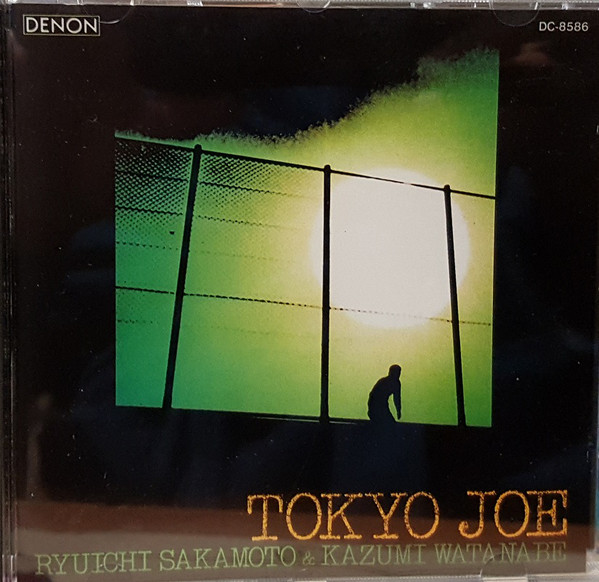 DENON
DC-8586
TOKYO JOE
RYUICHI SAKAMOTO & KAZUMI WATANABE